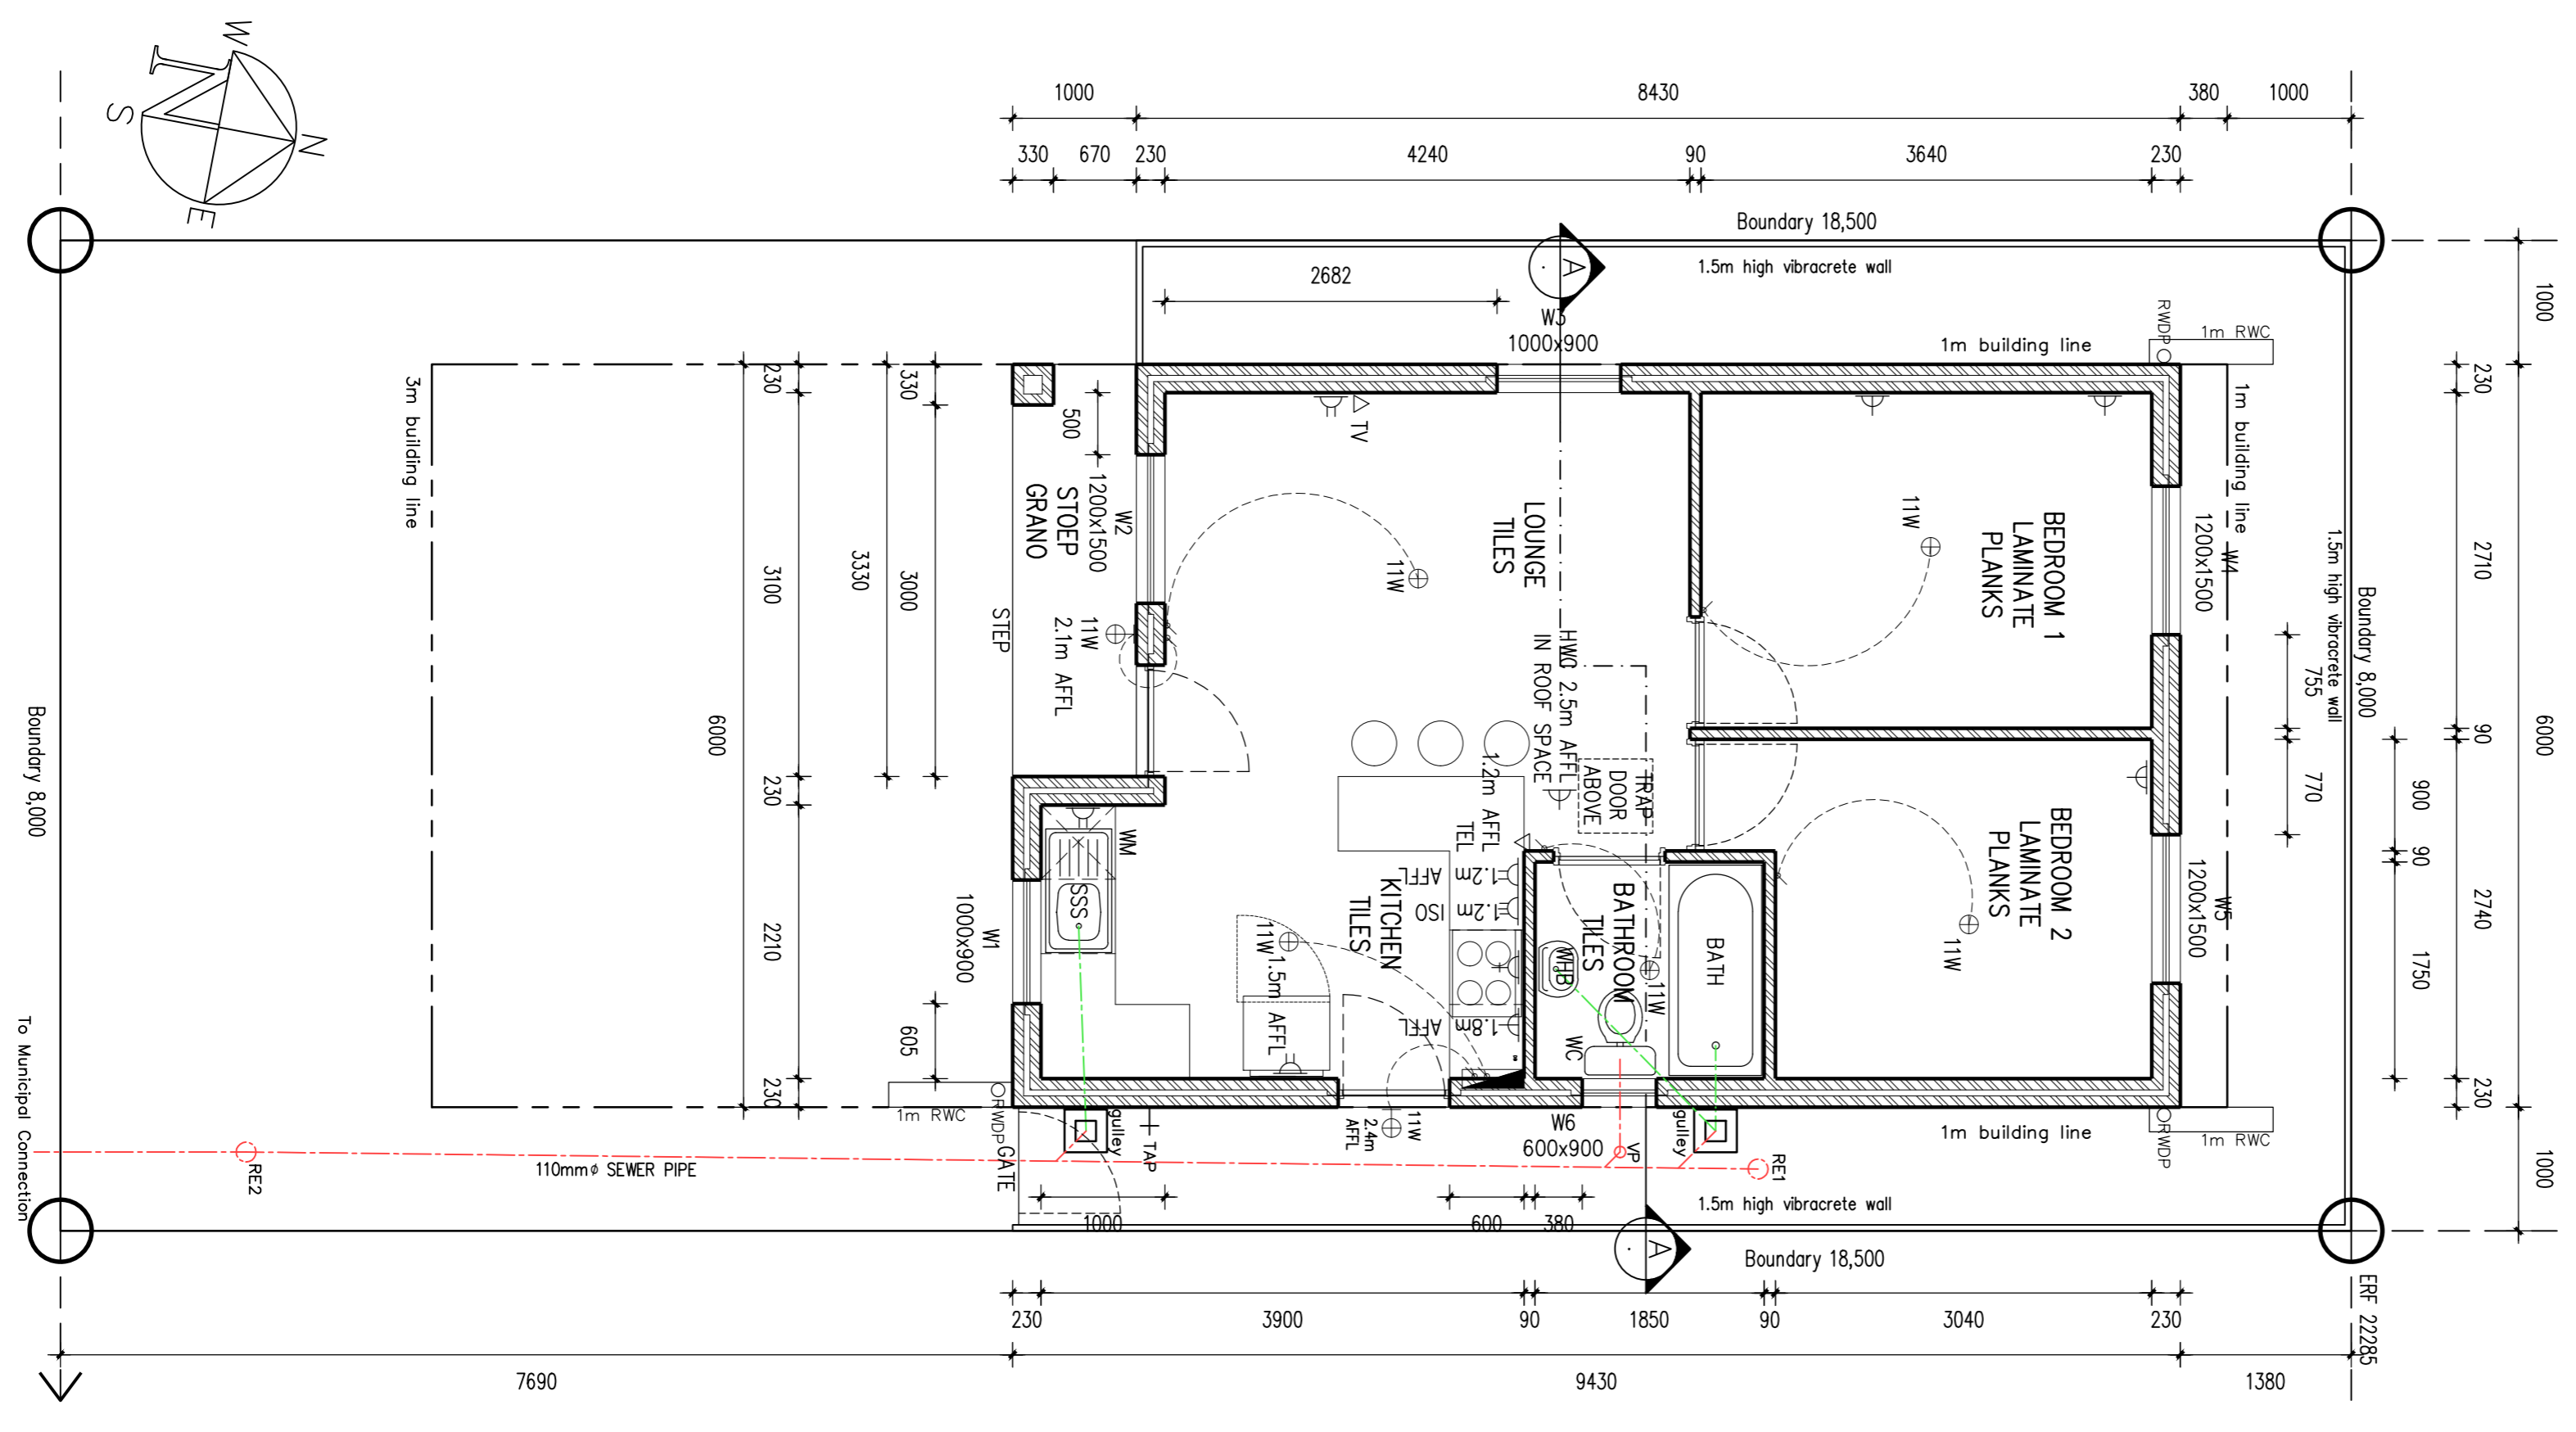 W
N
S
N
E
1000
8430
380
1000
330
670
230
4240
90
3640
230
Boundary 18,500
1.5m high vibracrete wall
2682
A
W3
1000x900
1m building line
RWDP
1m RWC
1000
230
3m building line
230
330
500
TV
1m building line
1.5m high vibracrete wall
Boundary 8,000
W2
1200x1500
STOEP
GRANO
LOUNGE
TILES
11W
11W
BEDROOM 1
LAMINATE
PLANKS
W4
1200x1500
2710
3100
3330
3000
STEP
11W
2.1m AFFL
HWC 2.5m AFFL
IN ROOF SPACE
755
90
6000
6000
230
770
900
90
Boundary 8,000
TRAP
DOOR
ABOVE
1.2m AFFL
TEL
WM
SSS
1.2m
AFFL
1.2m
ISO
KITCHEN
TILES
BATHROOM
TILES
WHB
BATH
BEDROOM 2
LAMINATE
PLANKS
11W
W5
1200x1500
2740
1750
W1
1000x900
2210
11W
1.5m AFFL
11W
1.8m
AFFL
WC
605
230
230
1m RWC
RWDP
gulley
TAP
GATE
11W
2.4m
AFFL
W6
600x900
VP
gulley
RE1
1m building line
RWDP
1m RWC
1000
To Municipal Connection
RE2
110mmø SEWER PIPE
1.5m high vibracrete wall
1000
600
380
A
Boundary 18,500
ERF 22285
230
3900
90
1850
90
3040
230
7690
9430
1380